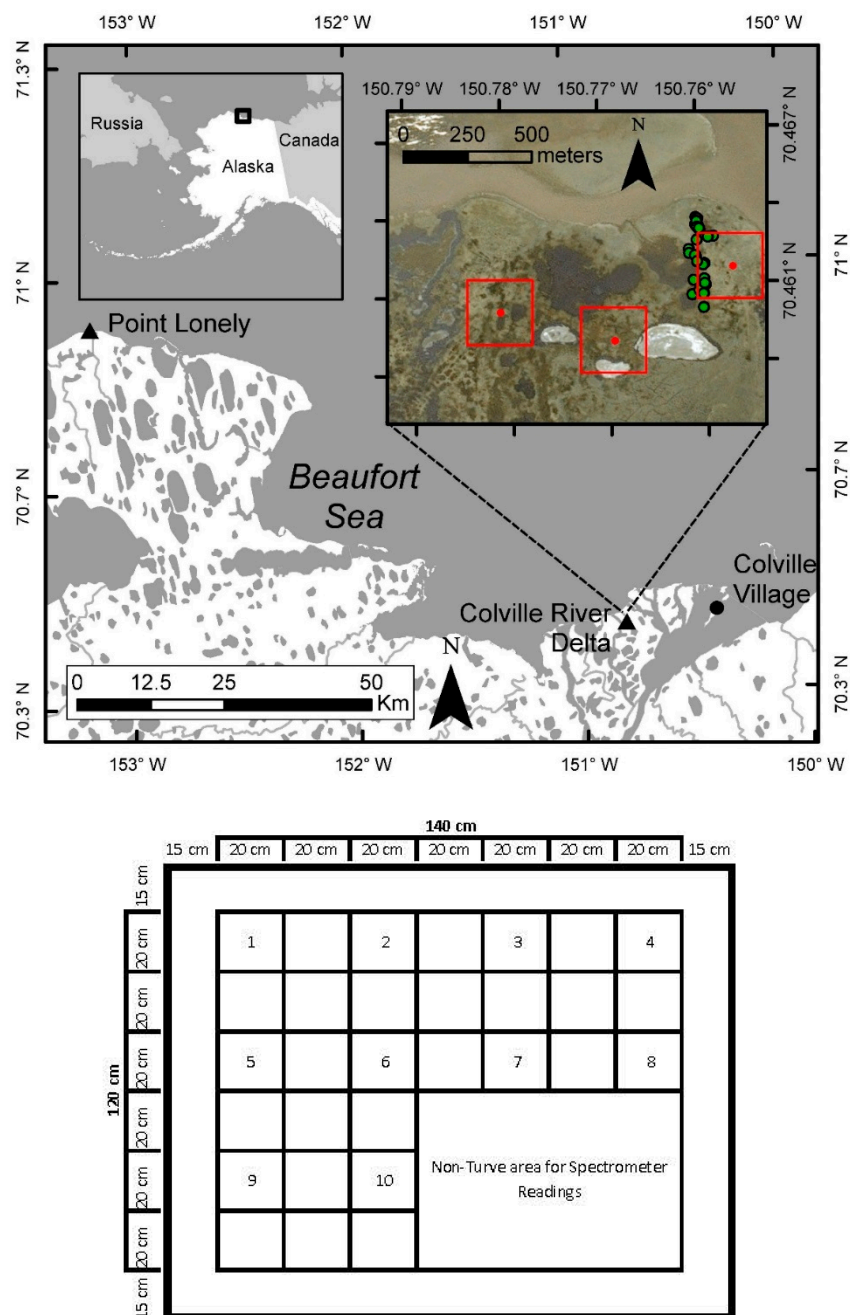 153° W 152° W 151° W 150° W
71.3° N
150.79° W 150.78° W 150.77° W 150.76° W
Russia
Canada
Alaska
0 250 500
meters
N
70.467° N
70.461° N
71° N
71° N
Point Lonely
Beaufort
Sea
70.7° N
70.7° N
Colville
Village
Colville River
Delta
N
0 12.5 25 50
Km
70.3° N
70.3° N
153° W 152° W 151° W 150° W
140 cm
15 cm 20 cm 20 cm 20 cm 20 cm 20 cm 20 cm 20 cm 15 cm
15 cm
20 cm
1 2 3 4
20 cm
20 cm
5 6 7 8
120 cm
20 cm
20 cm
9 10
Non-Turve area for Spectrometer
Readings
20 cm
15 cm